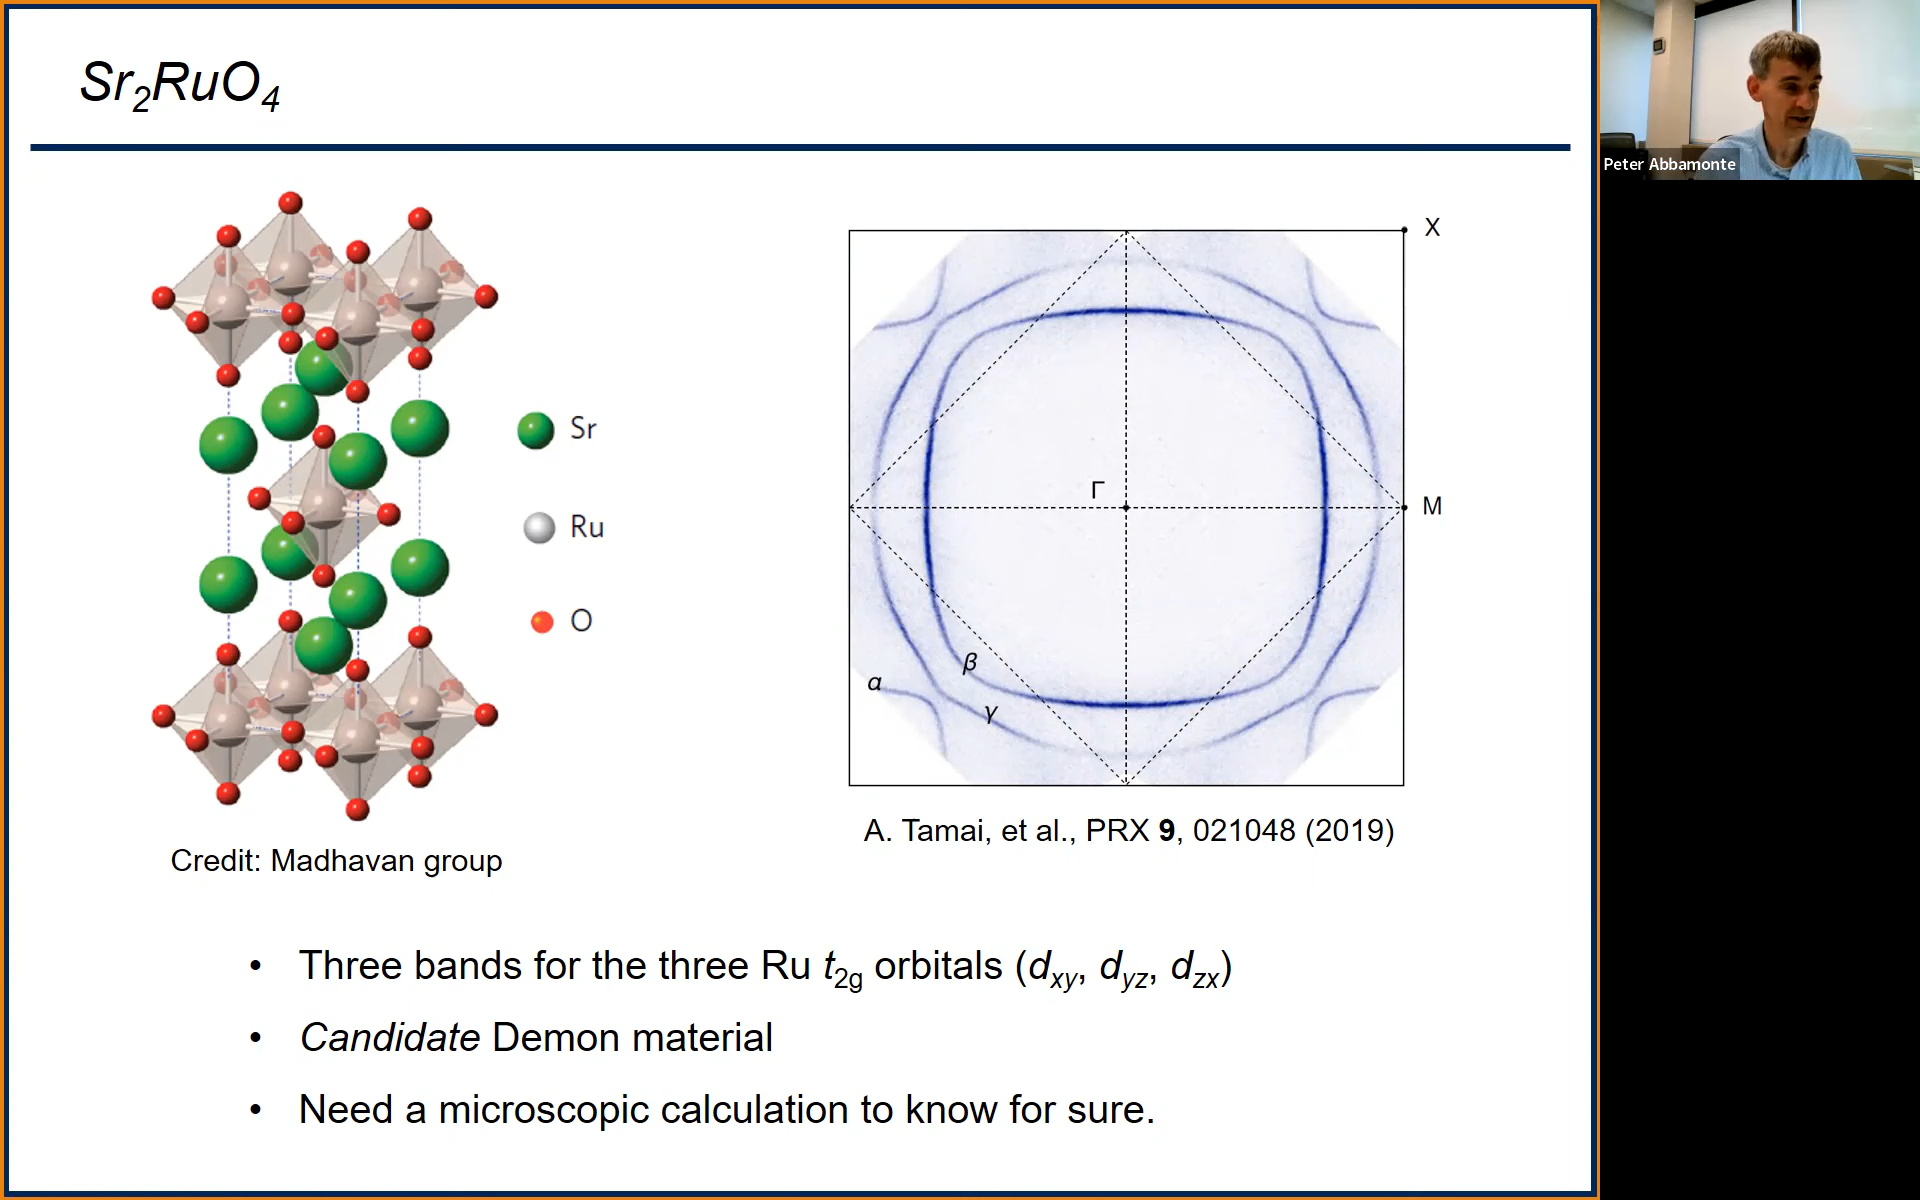 Sr₂RuO₄
Peter Abbamonte
Sr
Ru
O
X
Γ
M
β
α
γ
A. Tamai, et al., PRX 9, 021048 (2019)
Credit: Madhavan group
• Three bands for the three Ru t₂g orbitals (dxy, dyz, dzx)
• Candidate Demon material
• Need a microscopic calculation to know for sure.